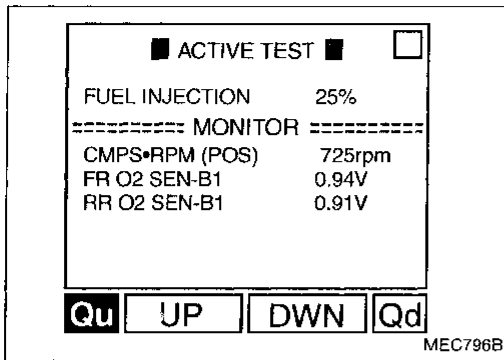 ACTIVE TEST
FUEL INJECTION 25%
========== MONITOR ==========
CMPS•RPM (POS) 725rpm
FR O2 SEN-B1 0.94V
RR O2 SEN-B1 0.91V
Qu UP DWN Qd
MEC796B